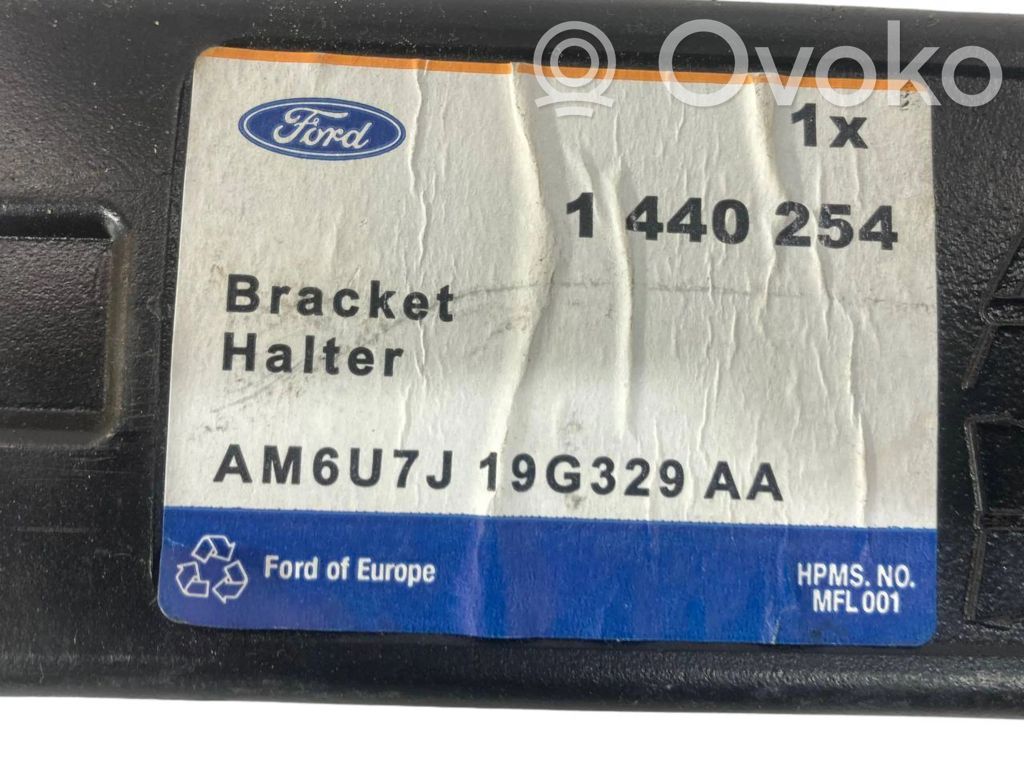 Ovoko
Ford
1x
1 440 254
Bracket
Halter
AM6U7J 19G329 AA
Ford of Europe
HPMS. NO.
MFL 001